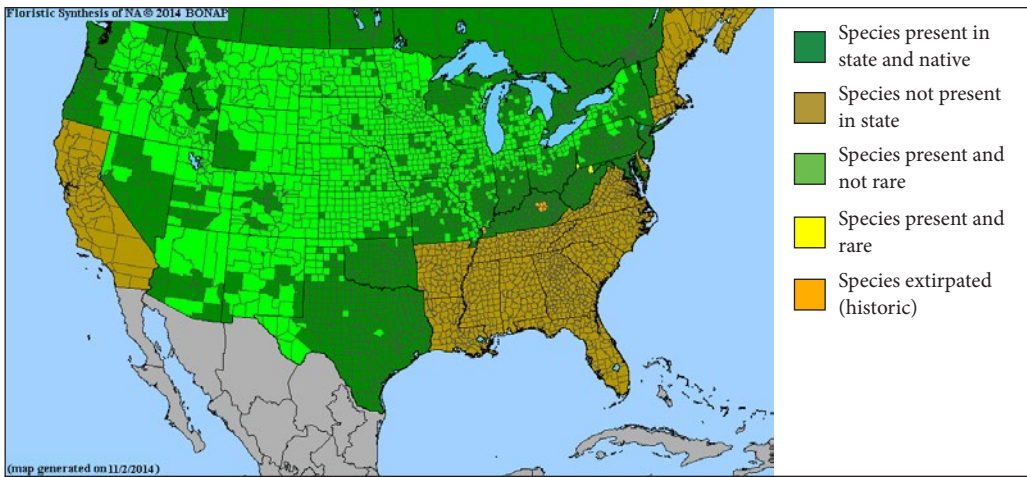 Floristic Synthesis of NA © 2014 BONAP
Species present in
state and native
Species not present
in state
Species present and
not rare
Species present and
rare
Species extirpated
(historic)
(map generated on 11/2/2014)